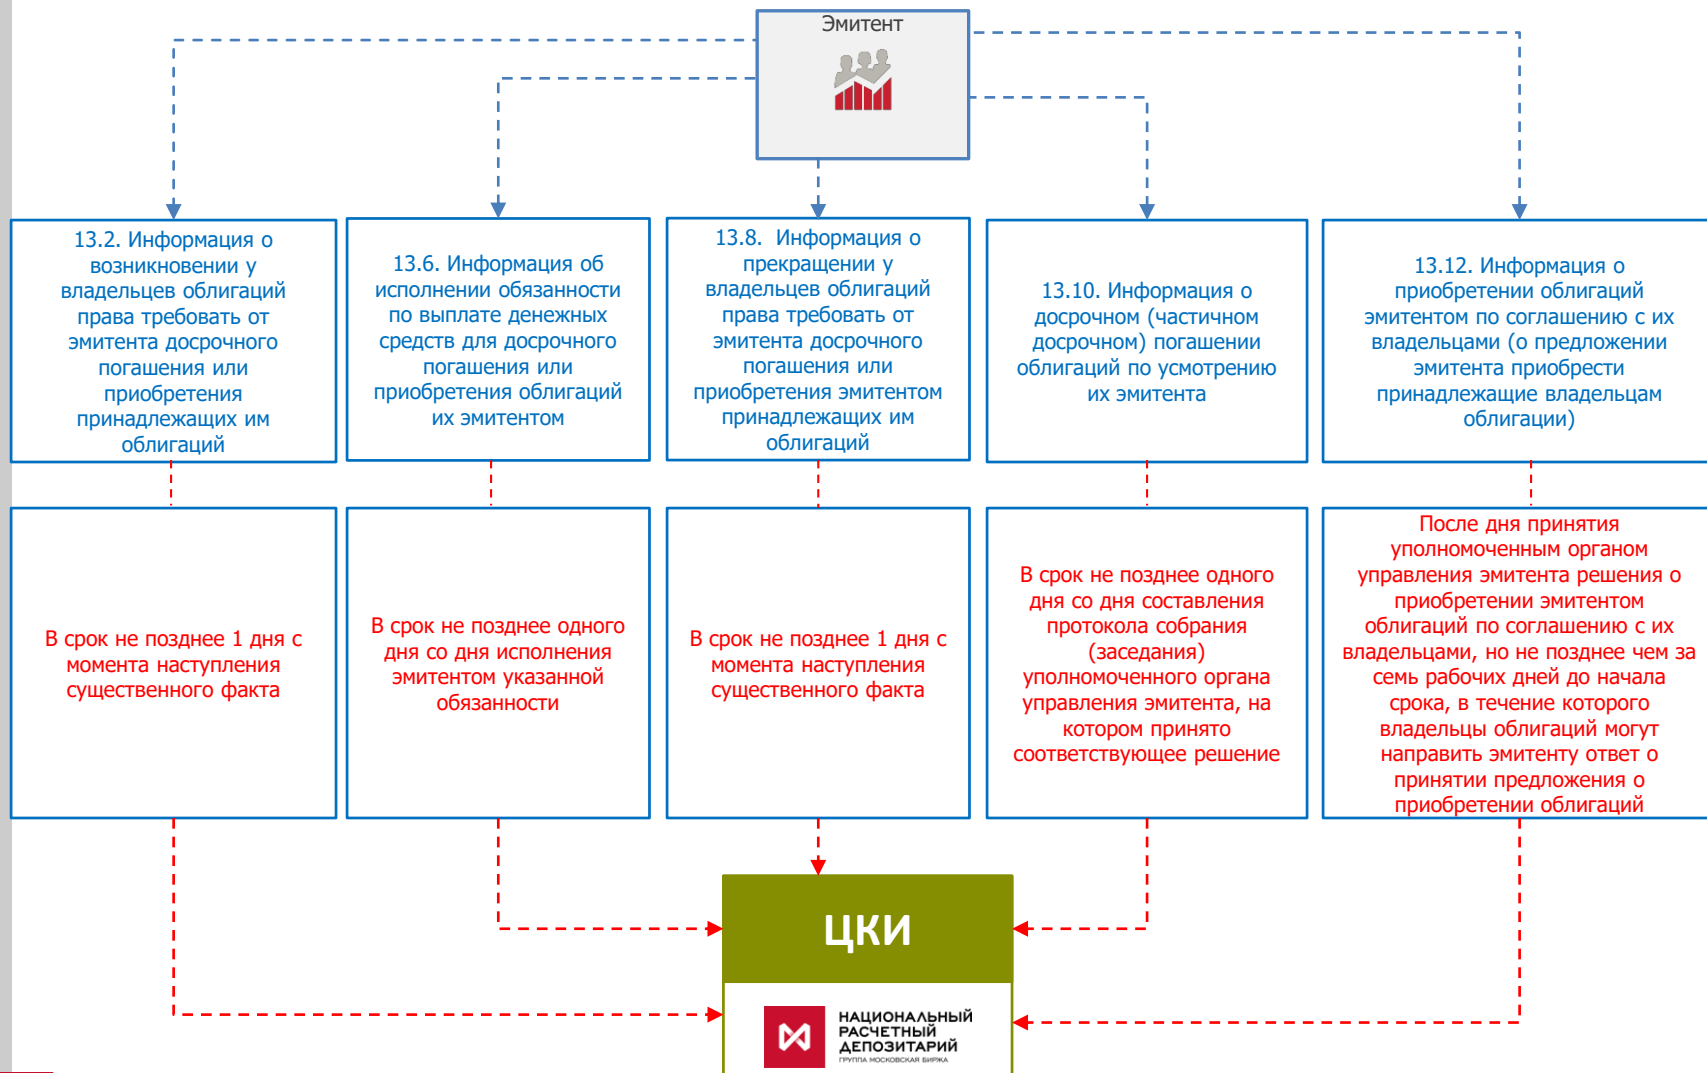 Эмитент
13.2. Информация о
возникновении у
владельцев облигаций
права требовать от
эмитента досрочного
погашения или
приобретения
принадлежащих им
облигаций
13.6. Информация об
исполнении обязанности
по выплате денежных
средств для досрочного
погашения или
приобретения облигаций
их эмитентом
13.8. Информация о
прекращении у
владельцев облигаций
права требовать от
эмитента досрочного
погашения или
приобретения эмитентом
принадлежащих им
облигаций
13.10. Информация о
досрочном (частичном
досрочном) погашении
облигаций по усмотрению
их эмитента
13.12. Информация о
приобретении облигаций
эмитентом по соглашению с их
владельцами (о предложении
эмитента приобрести
принадлежащие владельцам
облигации)
В срок не позднее 1 дня с
момента наступления
существенного факта
В срок не позднее одного
дня со дня исполнения
эмитентом указанной
обязанности
В срок не позднее 1 дня с
момента наступления
существенного факта
В срок не позднее одного
дня со дня составления
протокола собрания
(заседания)
уполномоченного органа
управления эмитента, на
котором принято
соответствующее решение
После дня принятия
уполномоченным органом
управления эмитента решения о
приобретении эмитентом
облигаций по соглашению с их
владельцами, но не позднее чем за
семь рабочих дней до начала
срока, в течение которого
владельцы облигаций могут
направить эмитенту ответ о
принятии предложения о
приобретении облигаций
ЦКИ
НАЦИОНАЛЬНЫЙ
РАСЧЕТНЫЙ
ДЕПОЗИТАРИЙ
ГРУППА МОСКОВСКАЯ БИРЖА